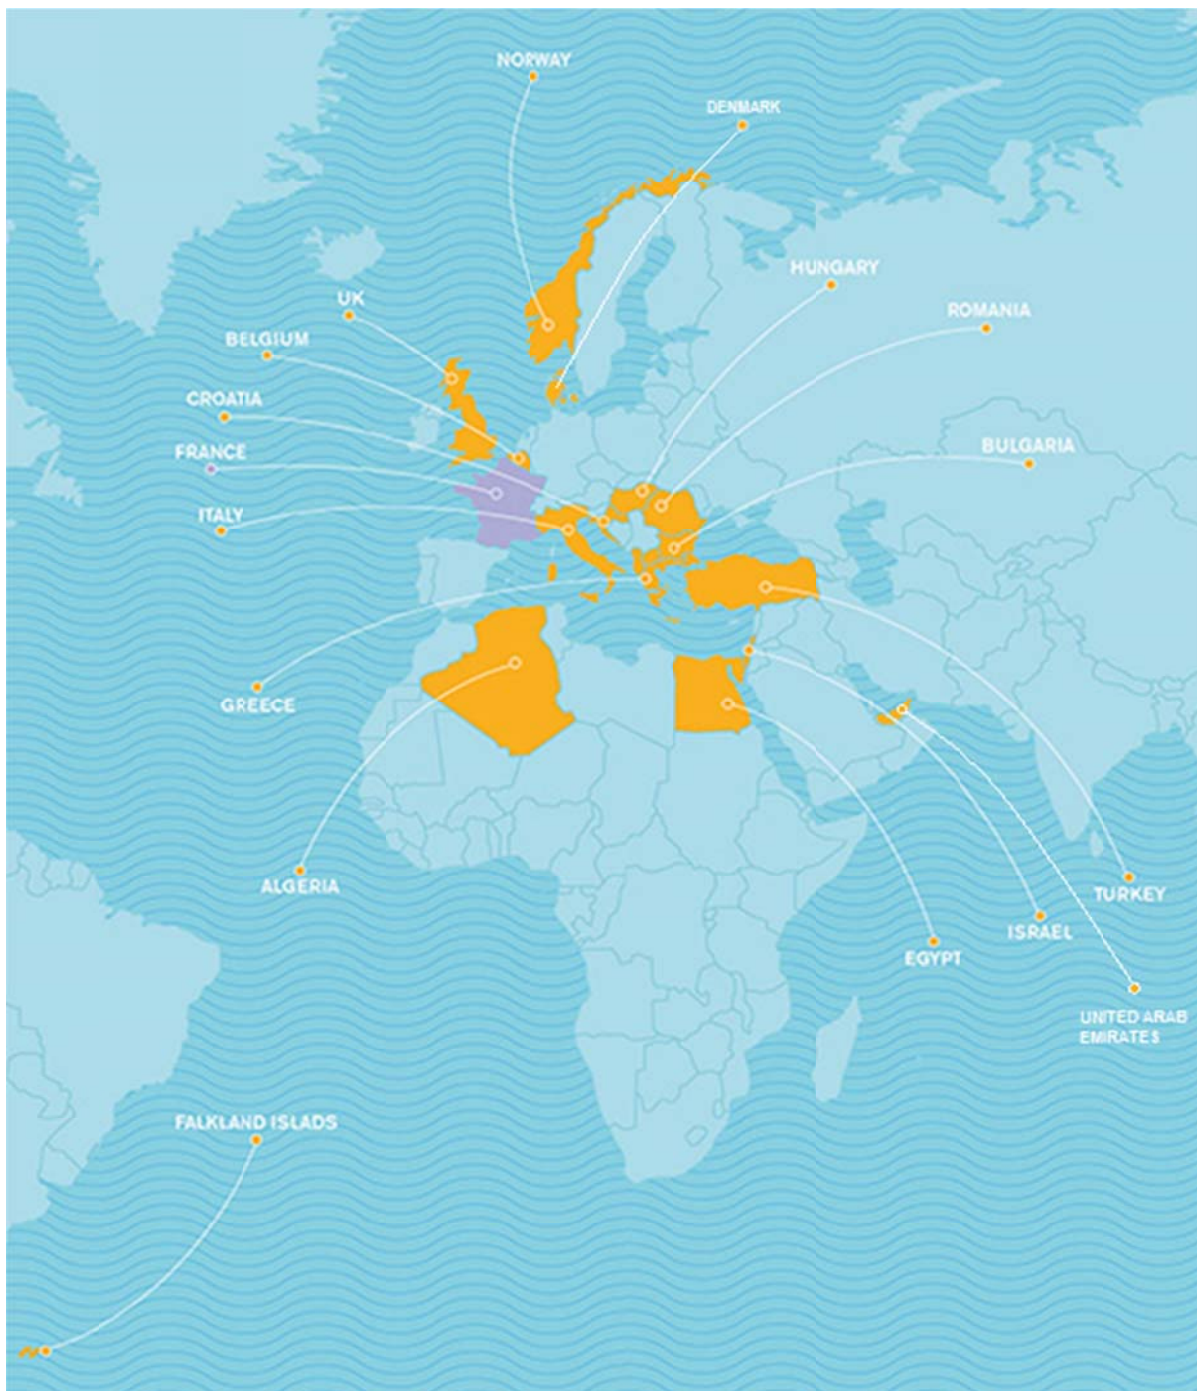 NORWAY
DENMARK
HUNGARY
UK
ROMANIA
BELGIUM
CROATIA
BULGARIA
FRANCE
ITALY
GREECE
ALGERIA
TURKEY
ISRAEL
EGYPT
UNITED ARAB
EMIRATES
FALKLAND ISLADS